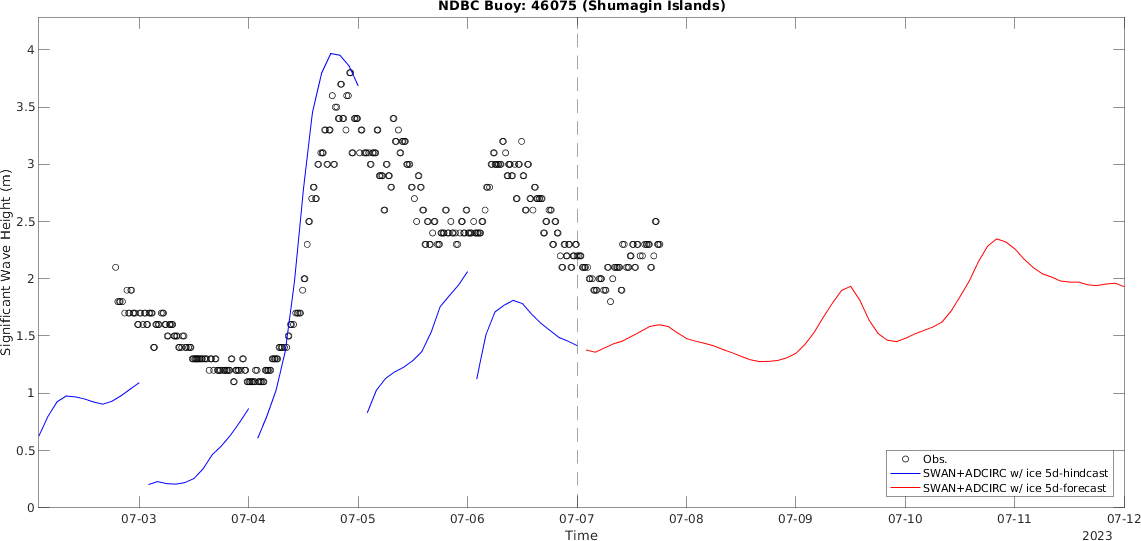 NDBC Buoy: 46075 (Shumagin Islands)
4
3.5
3
2.5
2
1.5
1
0.5
0
Significant Wave Height (m)
Obs.
SWAN+ADCIRC w/ ice 5d-hindcast
SWAN+ADCIRC w/ ice 5d-forecast
07-03 07-04 07-05 07-06 07-07 07-08 07-09 07-10 07-11 07-12
Time
2023